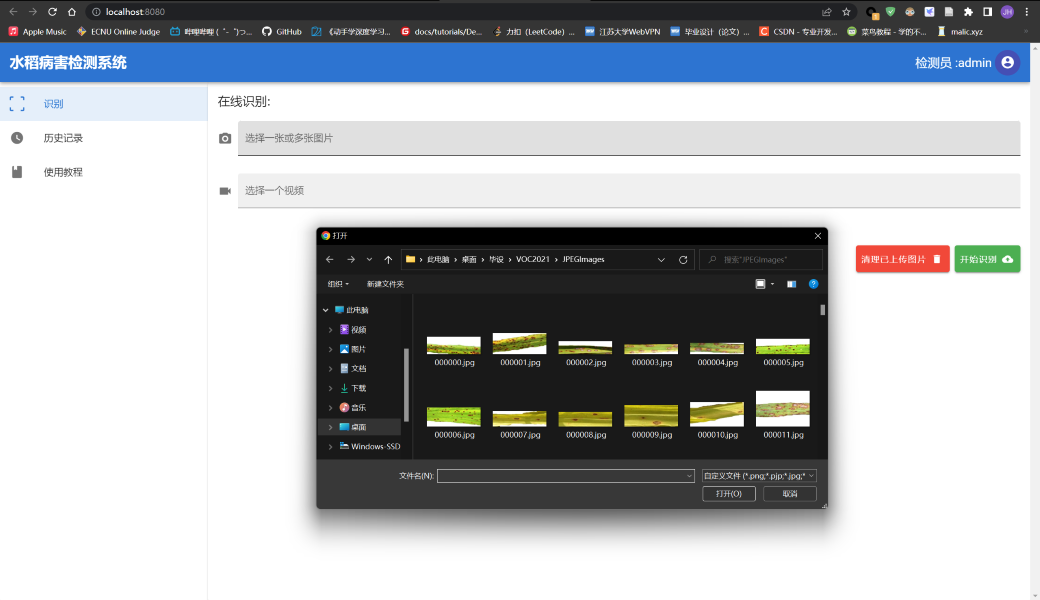 localhost:8080
Apple Music ECNU Online Judge 哔哩哔哩 ( ゜- ゜)つ... GitHub 《动手学深度学习... docs/tutorials/De... 力扣 (LeetCode) ... 江苏大学WebVPN 毕业设计（论文）... CSDN - 专业开发... 菜鸟教程 - 学的不... malic.xyz
水稻病害检测系统
检测员 :admin
识别
历史记录
使用教程
在线识别:
选择一张或多张图片
选择一个视频
清理已上传图片
开始识别
打开
此电脑 › 桌面 › 毕设 › VOC2021 › JPEGImages
搜索"JPEGImages"
组织
新建文件夹
此电脑
视频
图片
文档
下载
音乐
桌面
Windows-SSD
000000.jpg 000001.jpg 000002.jpg 000003.jpg 000004.jpg 000005.jpg
000006.jpg 000007.jpg 000008.jpg 000009.jpg 000010.jpg 000011.jpg
文件名(N):
自定义文件 (*.png;*.pjp;*.jpg;*
打开(O)
取消